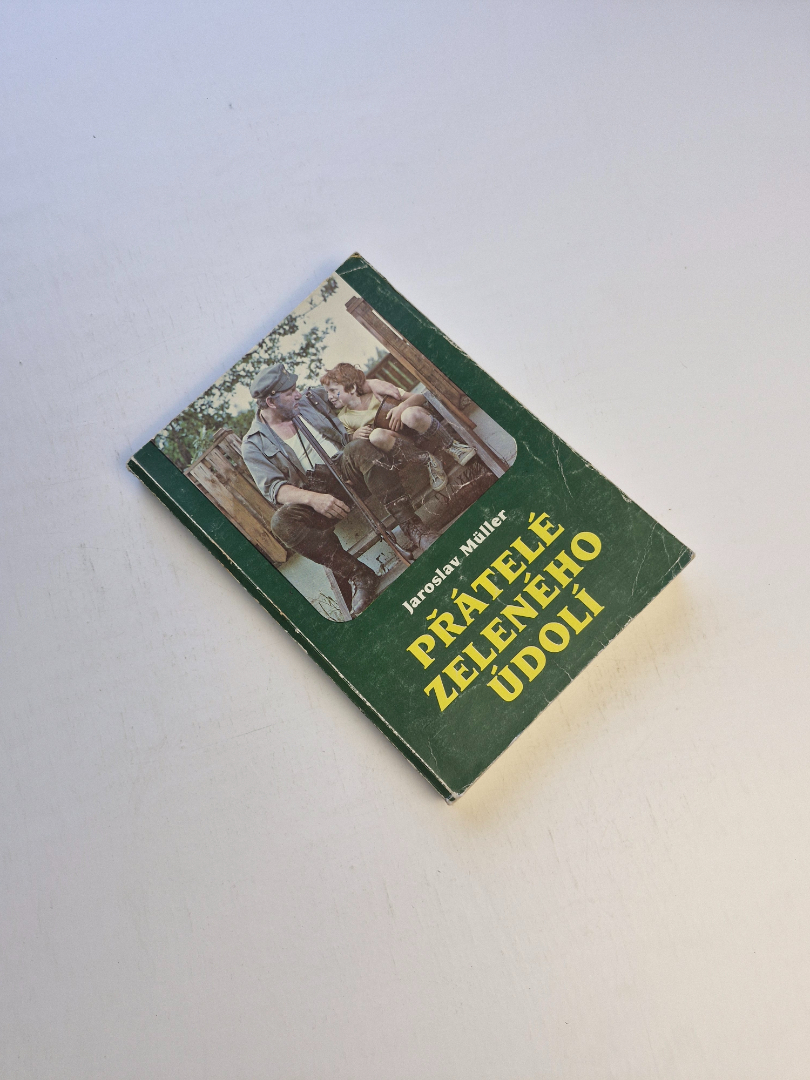 Jaroslav Müller
PŘÁTELÉ
ZELENÉHO
ÚDOLÍ